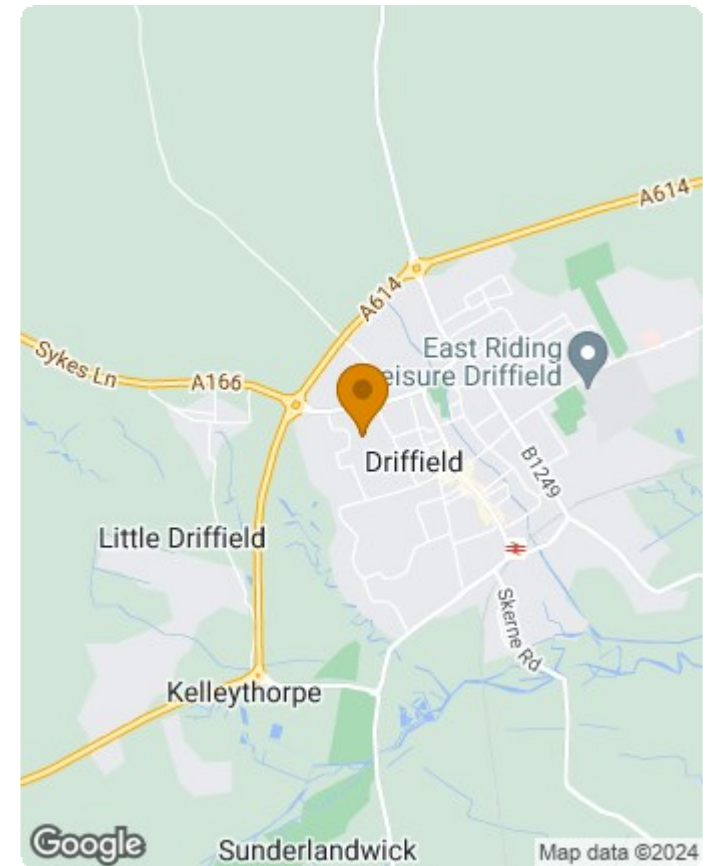 A614
A614
Sykes Ln
A166
East Riding
eisure Driffield
Driffield
B1249
Little Driffield
Skerne Rd
Kelleythorpe
Sunderlandwick
Google
Map data ©2024